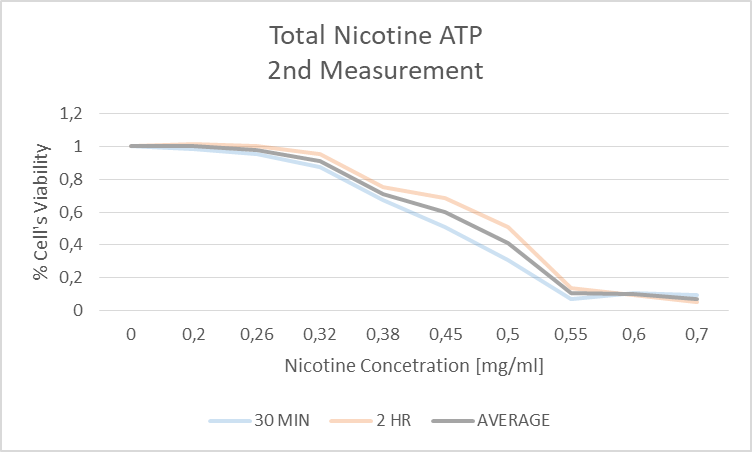 Total Nicotine ATP
2nd Measurement
1,2
1
0,8
0,6
0,4
0,2
0
% Cell's Viability
0 0,2 0,26 0,32 0,38 0,45 0,5 0,55 0,6 0,7
Nicotine Concetration [mg/ml]
30 MIN 2 HR AVERAGE